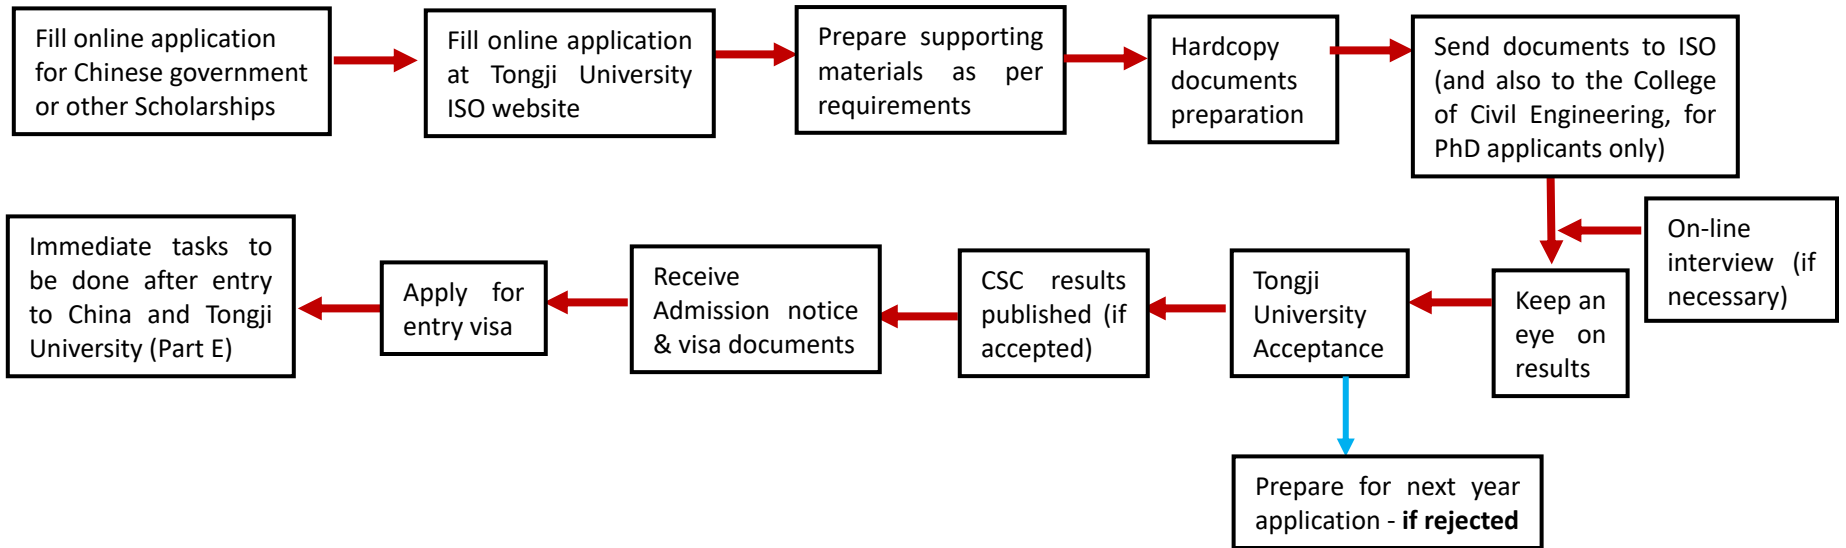 Fill online application
for Chinese government
or other Scholarships
Fill online application
at Tongji University
ISO website
Prepare supporting
materials as per
requirements
Hardcopy
documents
preparation
Send documents to ISO
(and also to the College
of Civil Engineering, for
PhD applicants only)
On-line
interview (if
necessary)
Keep an
eye on
results
Tongji
University
Acceptance
Prepare for next year
application - if rejected
CSC results
published (if
accepted)
Receive
Admission notice
& visa documents
Apply for
entry visa
Immediate tasks to
be done after entry
to China and Tongji
University (Part E)